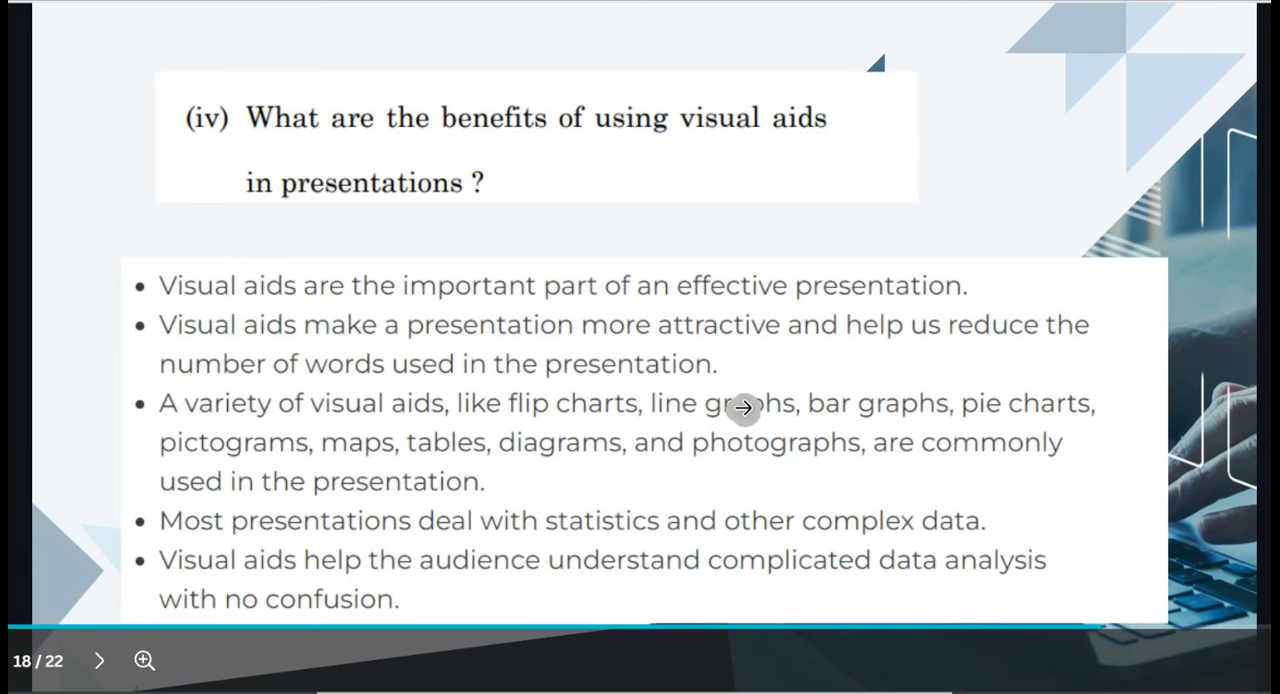 (iv) What are the benefits of using visual aids
in presentations ?
• Visual aids are the important part of an effective presentation.
• Visual aids make a presentation more attractive and help us reduce the
number of words used in the presentation.
• A variety of visual aids, like flip charts, line graphs, bar graphs, pie charts,
pictograms, maps, tables, diagrams, and photographs, are commonly
used in the presentation.
• Most presentations deal with statistics and other complex data.
• Visual aids help the audience understand complicated data analysis
with no confusion.
18 / 22